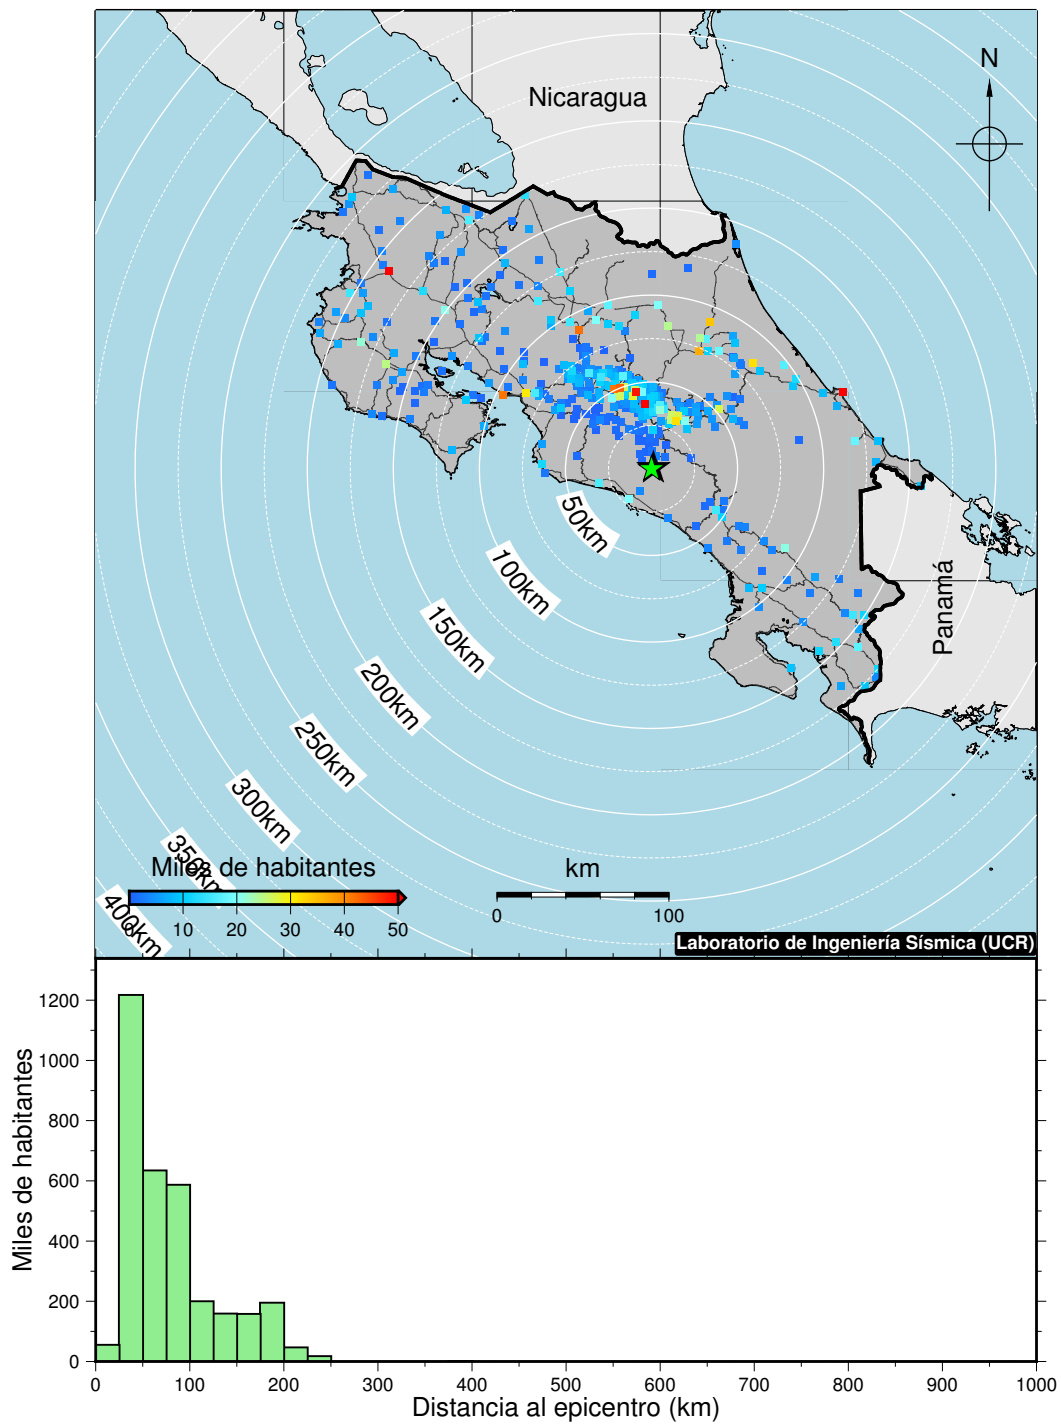 N
Nicaragua
Panamá
50km
100km
150km
200km
250km
300km
350km
400km
Miles de habitantes
0 10 20 30 40 50
km
0 100
Laboratorio de Ingeniería Sísmica (UCR)
Miles de habitantes
1200
1000
800
600
400
200
0
0 100 200 300 400 500 600 700 800 900 1000
Distancia al epicentro (km)